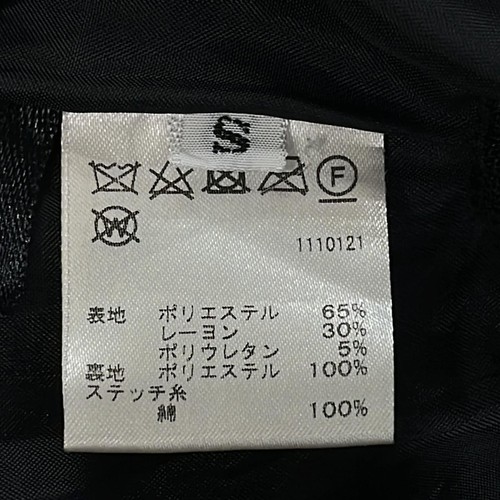 S
F
W
1110121
表地 ポリエステル 65%
レーヨン 30%
ポリウレタン 5%
裏地 ポリエステル 100%
ステッチ糸
綿 100%